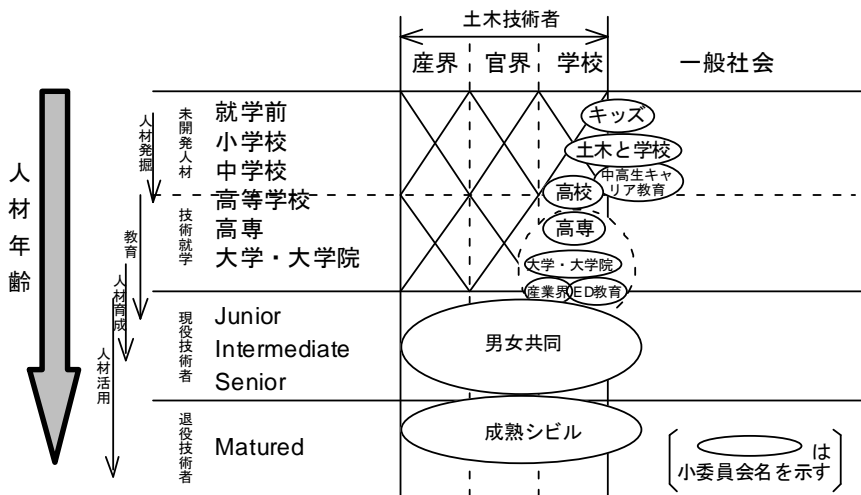 土木技術者
産界
官界
学校
一般社会
人材年齢
人材発掘
教育
人材育成
人材活用
未開発人材
就学前
小学校
中学校
技術就学
高等学校
高専
大学・大学院
現役技術者
Junior
Intermediate
Senior
退役技術者
Matured
キッズ
土木と学校
中高生キャ
リア教育
高校
高専
大学・大学院
産業界
ED教育
男女共同
成熟シビル
は
小委員会名を示す